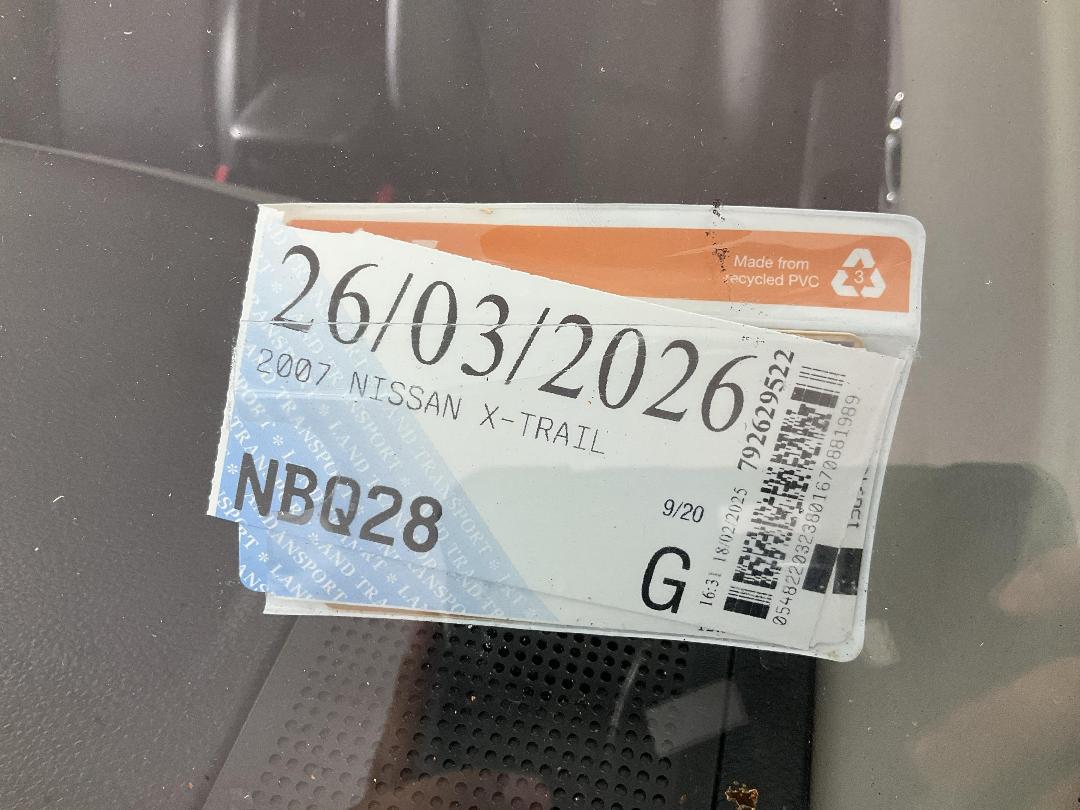 Made from
recycled PVC
3
26/03/2026
2007 NISSAN X-TRAIL
NBQ28
9/20
G
16:31 18/02/2025 792629522
0548220323801670881989